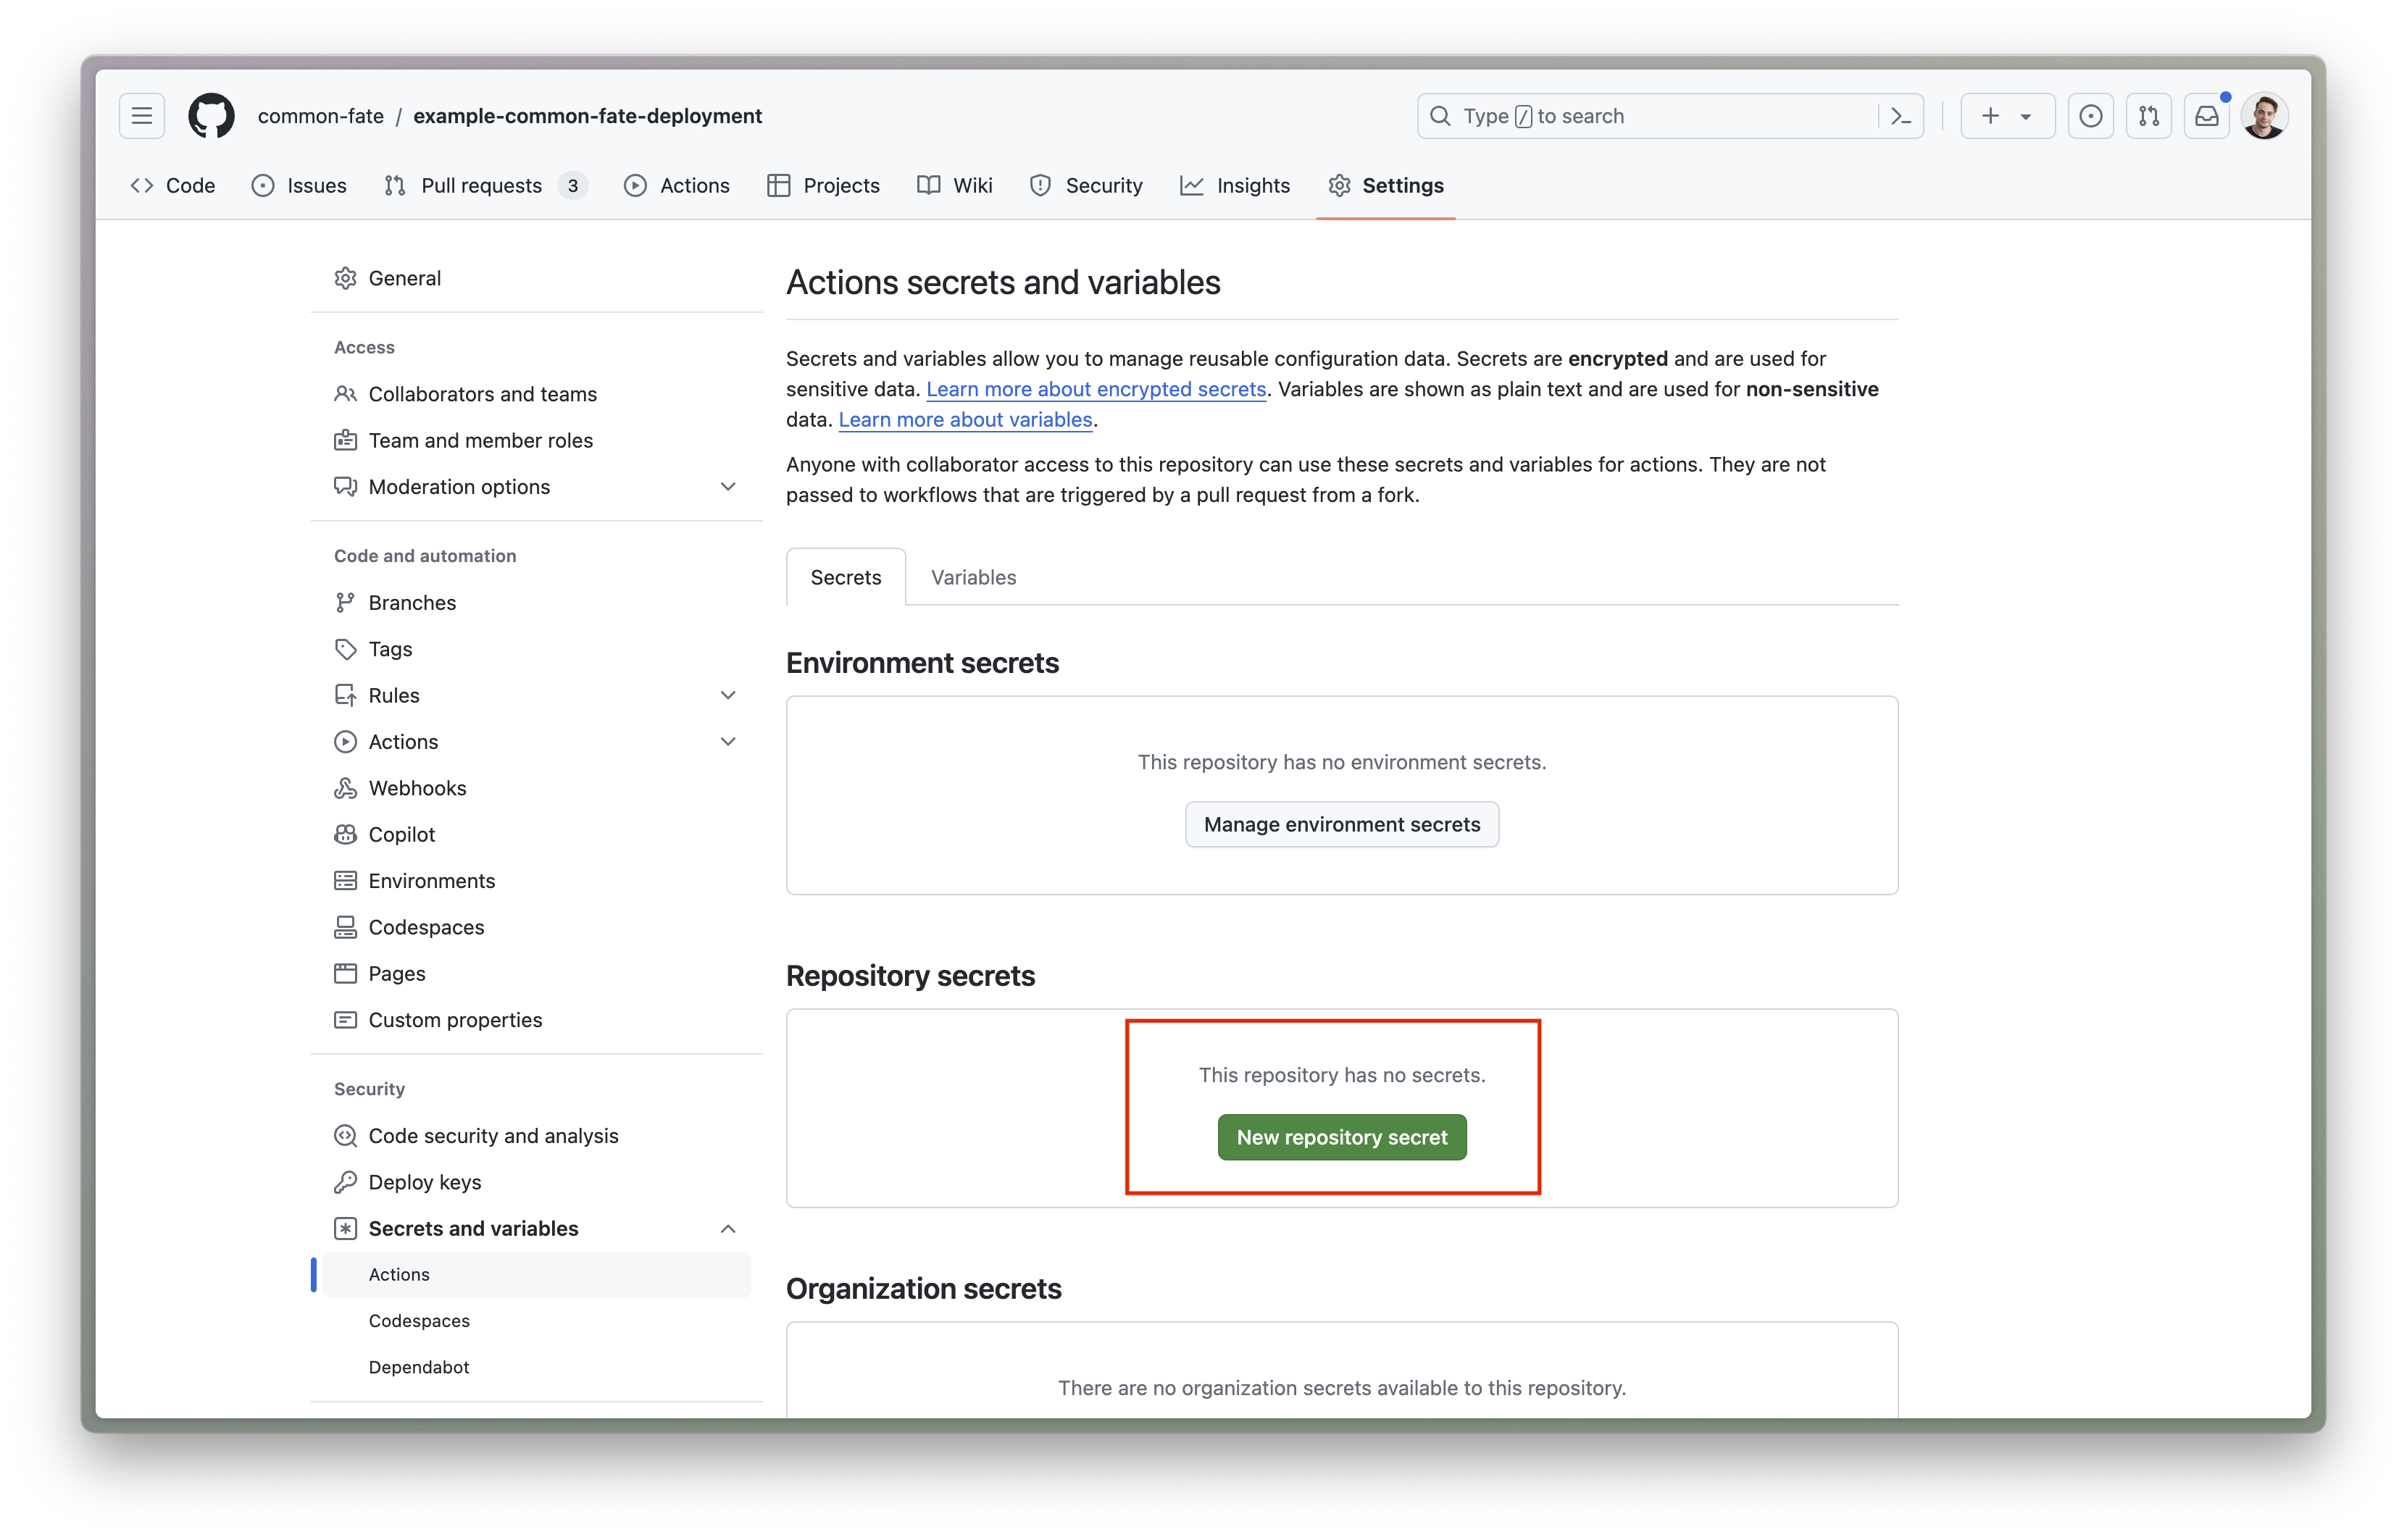 common-fate / example-common-fate-deployment
Type / to search
Code
Issues
Pull requests 3
Actions
Projects
Wiki
Security
Insights
Settings
General
Access
Collaborators and teams
Team and member roles
Moderation options
Code and automation
Branches
Tags
Rules
Actions
Webhooks
Copilot
Environments
Codespaces
Pages
Custom properties
Security
Code security and analysis
Deploy keys
Secrets and variables
Actions
Codespaces
Dependabot
Actions secrets and variables
Secrets and variables allow you to manage reusable configuration data. Secrets are encrypted and are used for
sensitive data. Learn more about encrypted secrets. Variables are shown as plain text and are used for non-sensitive
data. Learn more about variables.
Anyone with collaborator access to this repository can use these secrets and variables for actions. They are not
passed to workflows that are triggered by a pull request from a fork.
Secrets
Variables
Environment secrets
This repository has no environment secrets.
Manage environment secrets
Repository secrets
This repository has no secrets.
New repository secret
Organization secrets
There are no organization secrets available to this repository.